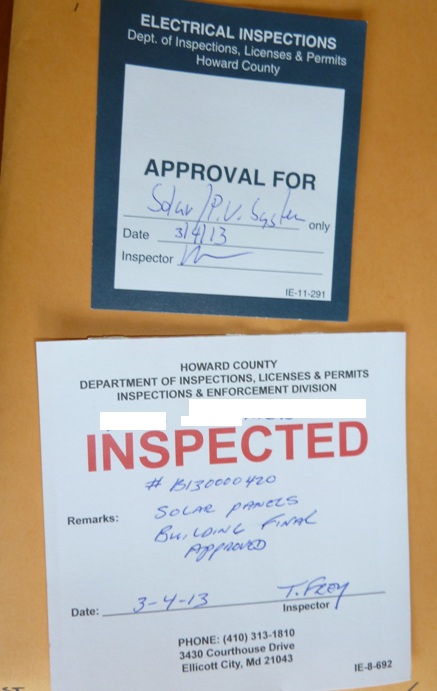 ELECTRICAL INSPECTIONS
Dept. of Inspections, Licenses & Permits
Howard County
APPROVAL FOR
Solar/P.V. System only
Date 3/4/13
Inspector
IE-11-291
HOWARD COUNTY
DEPARTMENT OF INSPECTIONS, LICENSES & PERMITS
INSPECTIONS & ENFORCEMENT DIVISION
INSPECTED
# B130000420
Remarks: SOLAR PANELS
BUILDING FINAL
APPROVED
Date: 3-4-13 T. FREY
Inspector
PHONE: (410) 313-1810
3430 Courthouse Drive
Ellicott City, Md 21043
IE-8-692